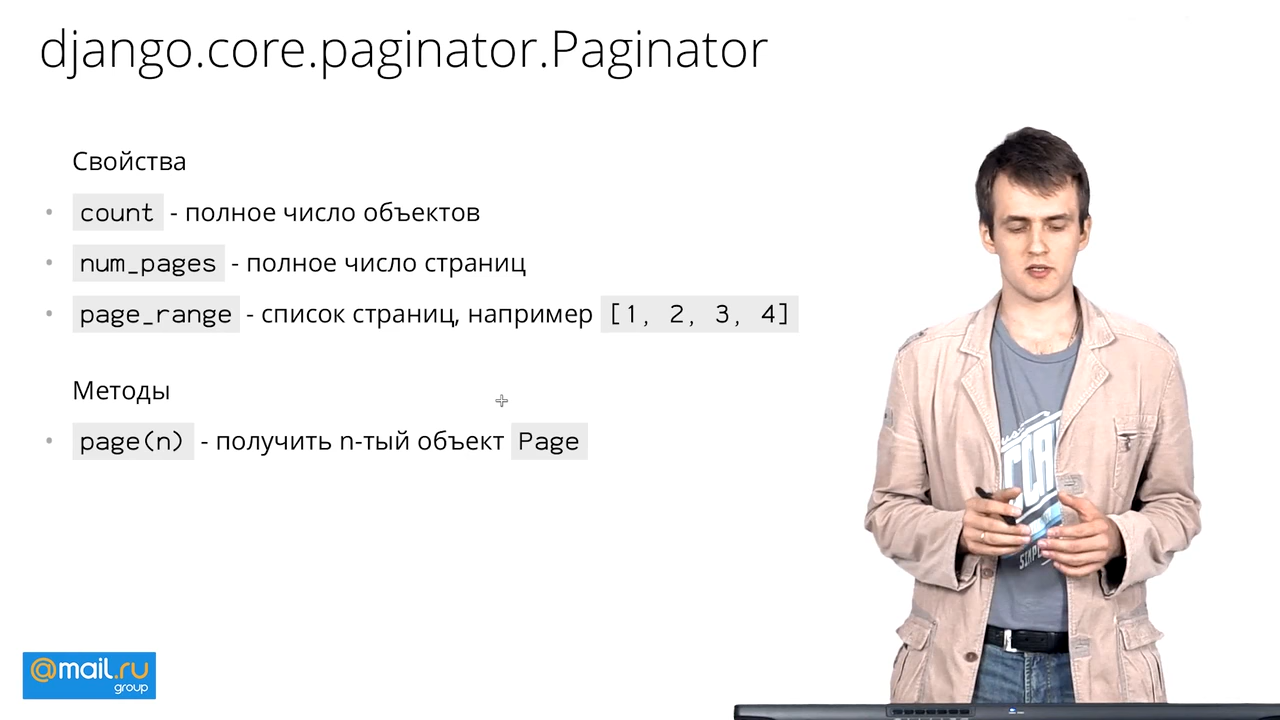 django.core.paginator.Paginator
Свойства
count - полное число объектов
num_pages - полное число страниц
page_range - список страниц, например [1, 2, 3, 4]
Методы
page(n) - получить n-тый объект Page
@mail.ru
group